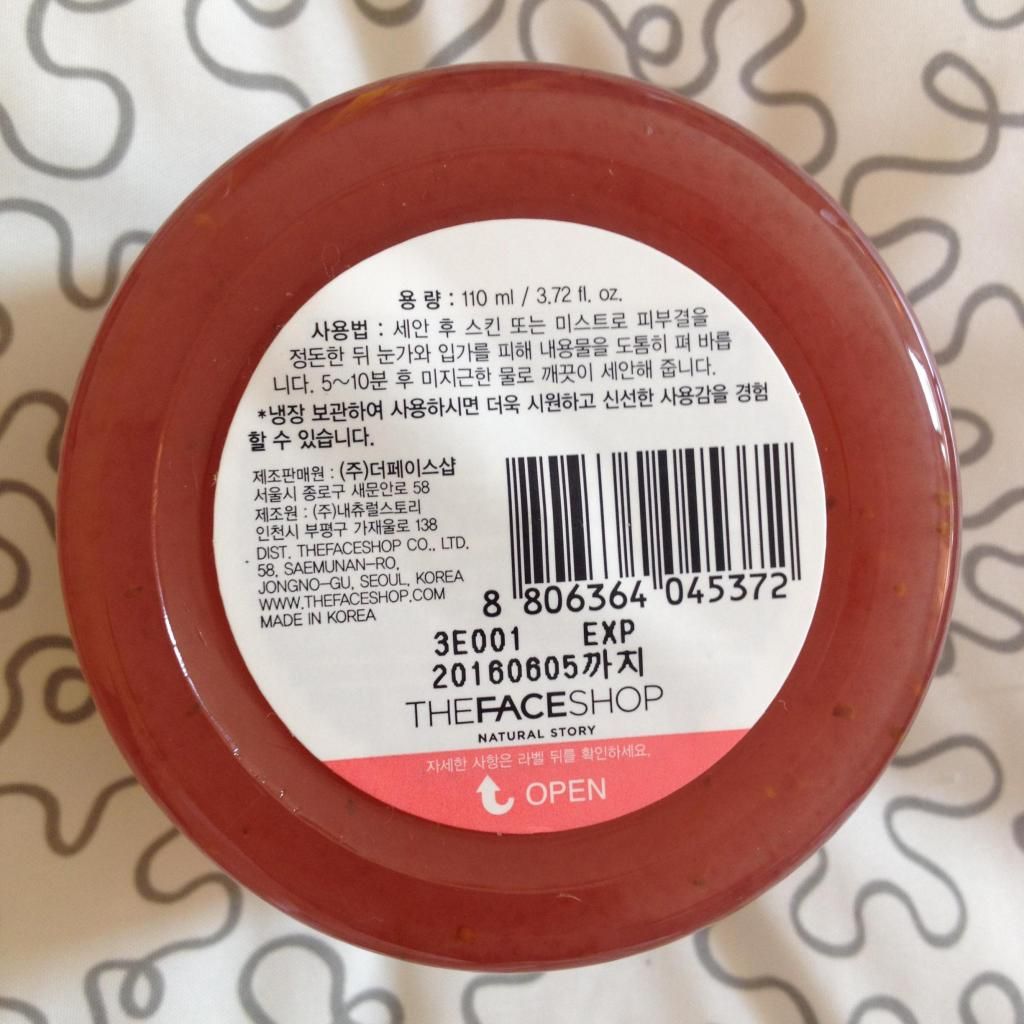 용 량 : 110 ml / 3.72 fl. oz.
사용법 : 세안 후 스킨 또는 미스트로 피부결을
정돈한 뒤 눈가와 입가를 피해 내용물을 도톰히 펴 바릅
니다. 5~10분 후 미지근한 물로 깨끗이 세안해 줍니다.
*냉장 보관하여 사용하시면 더욱 시원하고 신선한 사용감을 경험
할 수 있습니다.
제조판매원 : (주)더페이스샵
서울시 종로구 새문안로 58
제조원 : (주)내츄럴스토리
인천시 부평구 가재울로 138
DIST. THEFACESHOP CO., LTD.
58, SAEMUNAN-RO,
JONGNO-GU, SEOUL, KOREA
WWW.THEFACESHOP.COM
MADE IN KOREA
8 806364 045372
3E001 EXP
20160605까지
THEFACESHOP
NATURAL STORY
자세한 사항은 라벨 뒤를 확인하세요.
OPEN